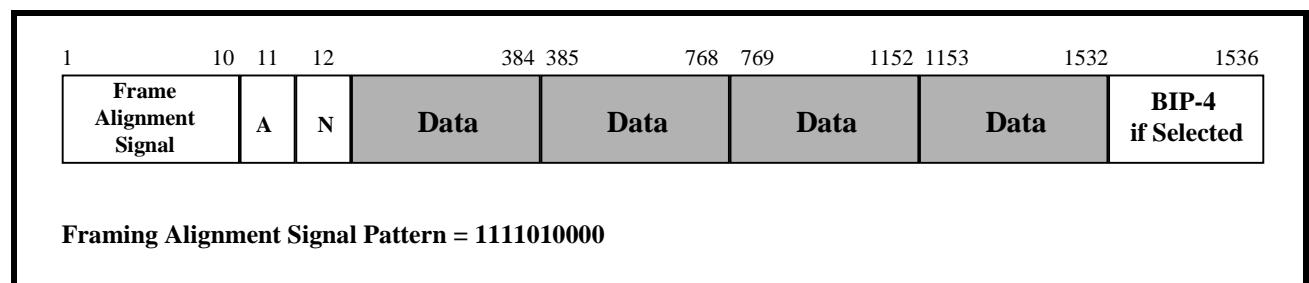 1 10 11 12 384 385 768 769 1152 1153 1532 1536
Frame
Alignment
Signal
A N Data Data Data Data
BIP-4
if Selected
Framing Alignment Signal Pattern = 1111010000